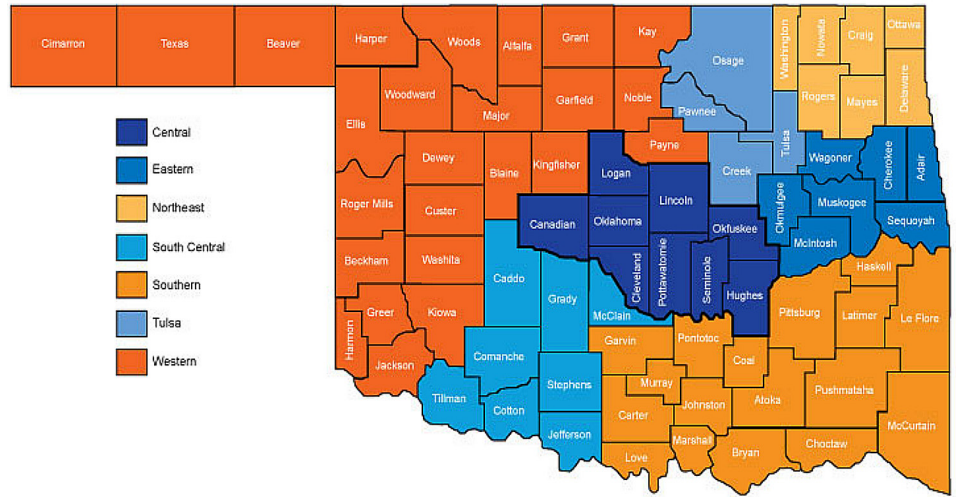 Cimarron
Texas
Beaver
Harper
Woods
Alfalfa
Grant
Kay
Osage
Washington
Nowata
Craig
Ottawa
Woodward
Major
Garfield
Noble
Pawnee
Rogers
Mayes
Delaware
Ellis
Dewey
Blaine
Kingfisher
Payne
Creek
Tulsa
Wagoner
Cherokee
Adair
Logan
Lincoln
Roger Mills
Custer
Canadian
Oklahoma
Okfuskee
Okmulgee
Muskogee
Sequoyah
McIntosh
Beckham
Washita
Caddo
Grady
Cleveland
Pottawatomie
Seminole
Hughes
Haskell
Pittsburg
Latimer
Le Flore
Harmon
Greer
Kiowa
McClain
Jackson
Comanche
Garvin
Pontotoc
Coal
Tillman
Cotton
Stephens
Murray
Johnston
Atoka
Pushmataha
McCurtain
Carter
Jefferson
Love
Marshall
Bryan
Choctaw
Central
Eastern
Northeast
South Central
Southern
Tulsa
Western